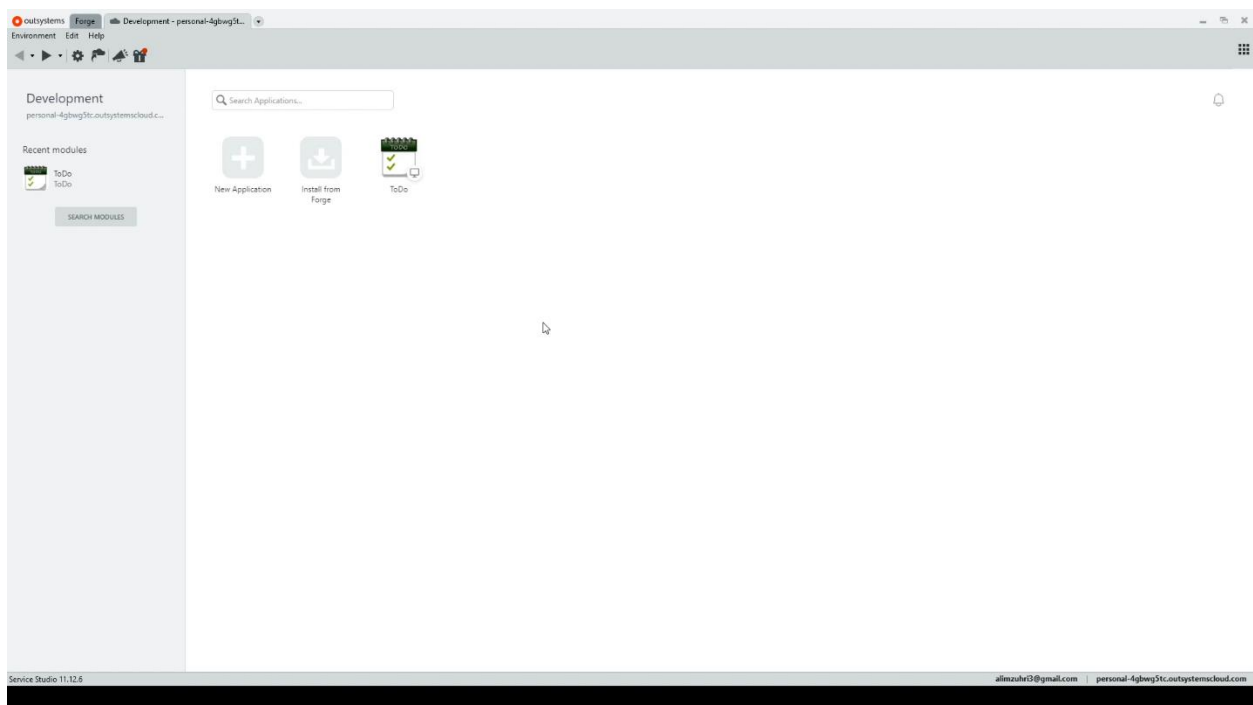 outsystems Forge Development - personal-4gbwg5t...
Environment Edit Help
Development
personal-4gbwg5tc.outsystemscloud.c...
Recent modules
ToDo
ToDo
SEARCH MODULES
Search Applications...
TODO
New Application
Install from
Forge
ToDo
Service Studio 11.12.6
alimzuhri3@gmail.com | personal-4gbwg5tc.outsystemscloud.com